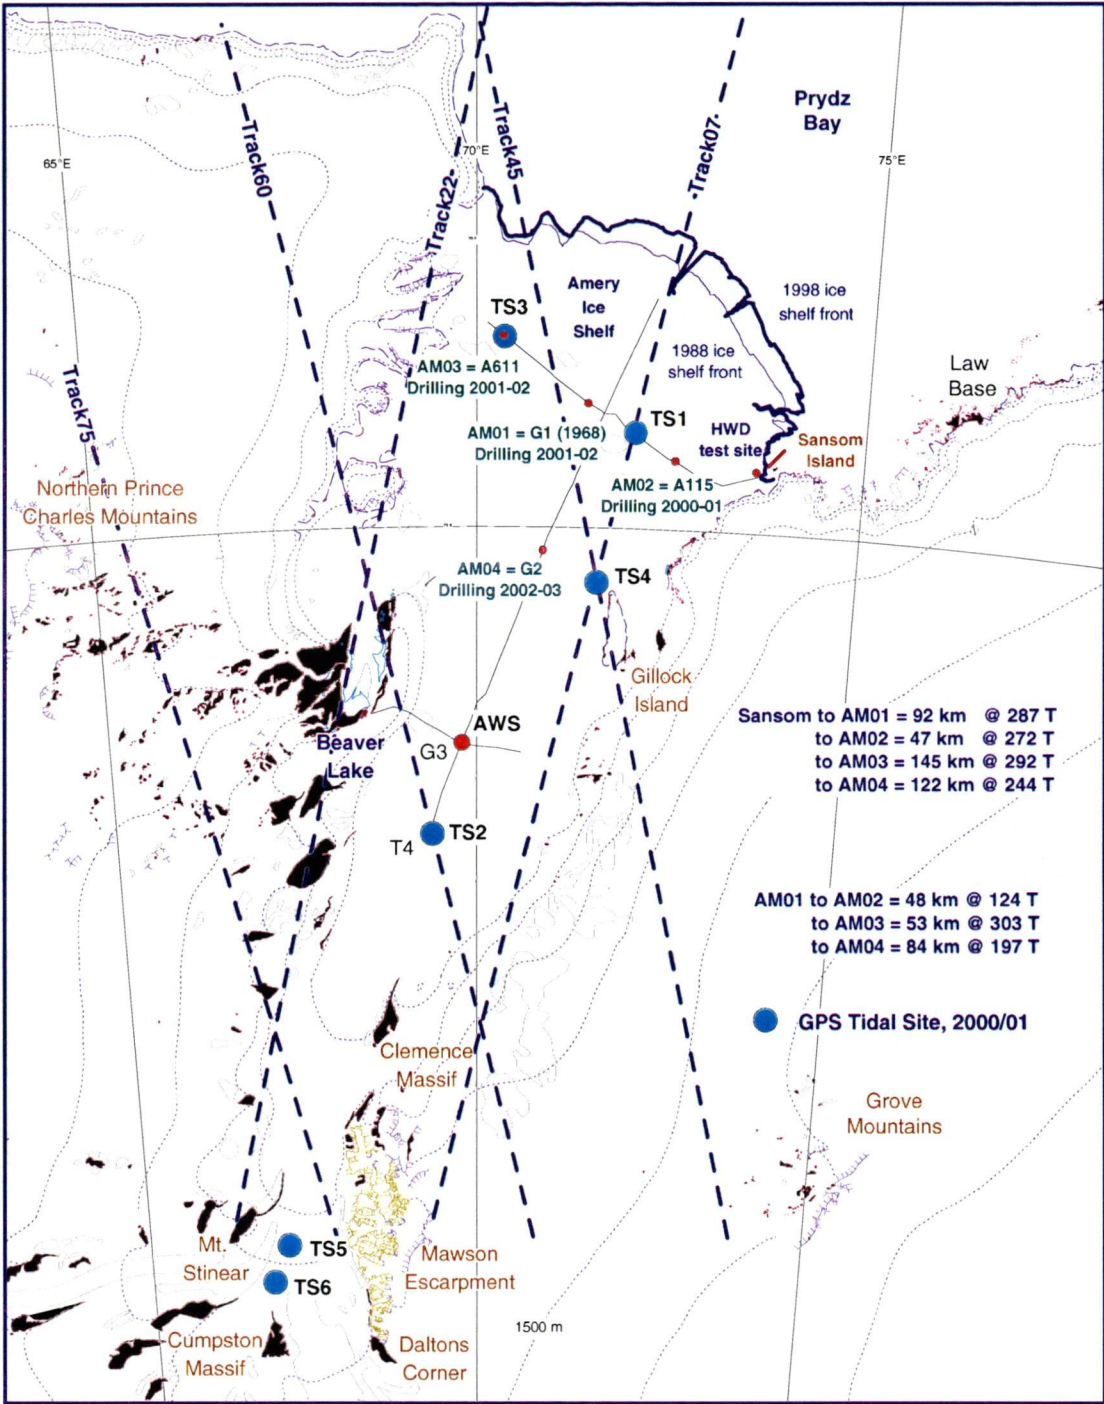 Prydz
Bay
Track60
Track22
Track45
Track07
65°E
70°E
75°E
Amery
Ice
Shelf
1998 ice
shelf front
TS3
1988 ice
shelf front
AM03 = A611
Drilling 2001-02
Law
Base
Track75
TS1
AM01 = G1 (1968)
Drilling 2001-02
HWD
test site
Sansom
Island
AM02 = A115
Drilling 2000-01
Northern Prince
Charles Mountains
AM04 = G2
Drilling 2002-03
TS4
Gillock
Island
AWS
G3
Beaver
Lake
Sansom to AM01 = 92 km @ 287 T
to AM02 = 47 km @ 272 T
to AM03 = 145 km @ 292 T
to AM04 = 122 km @ 244 T
TS2
T4
AM01 to AM02 = 48 km @ 124 T
to AM03 = 53 km @ 303 T
to AM04 = 84 km @ 197 T
GPS Tidal Site, 2000/01
Clemence
Massif
Grove
Mountains
Mt.
Stinear
TS5
TS6
Mawson
Escarpment
1500 m
Cumpston
Massif
Daltons
Corner